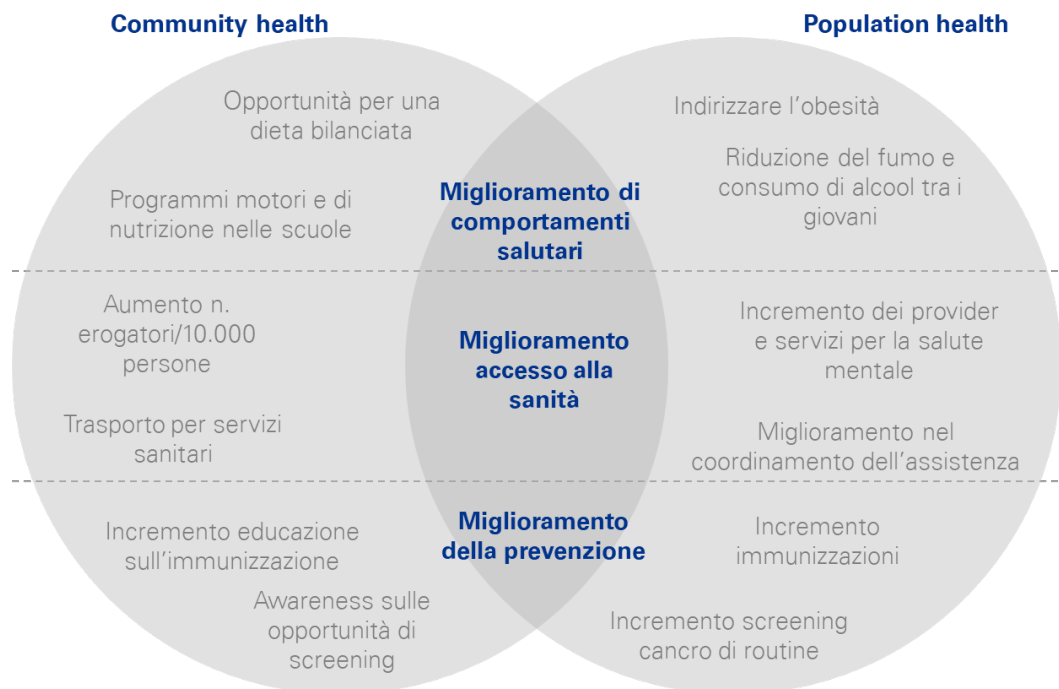 Community health
Population health
Opportunità per una
dieta bilanciata
Programmi motori e di
nutrizione nelle scuole
Miglioramento di
comportamenti
salutari
Indirizzare l'obesità
Riduzione del fumo e
consumo di alcool tra i
giovani
Aumento n.
erogatori/10.000
persone
Trasporto per servizi
sanitari
Miglioramento
accesso alla
sanità
Incremento dei provider
e servizi per la salute
mentale
Miglioramento nel
coordinamento dell'assistenza
Incremento educazione
sull'immunizzazione
Awareness sulle
opportunità di
screening
Miglioramento
della prevenzione
Incremento
immunizzazioni
Incremento screening
cancro di routine